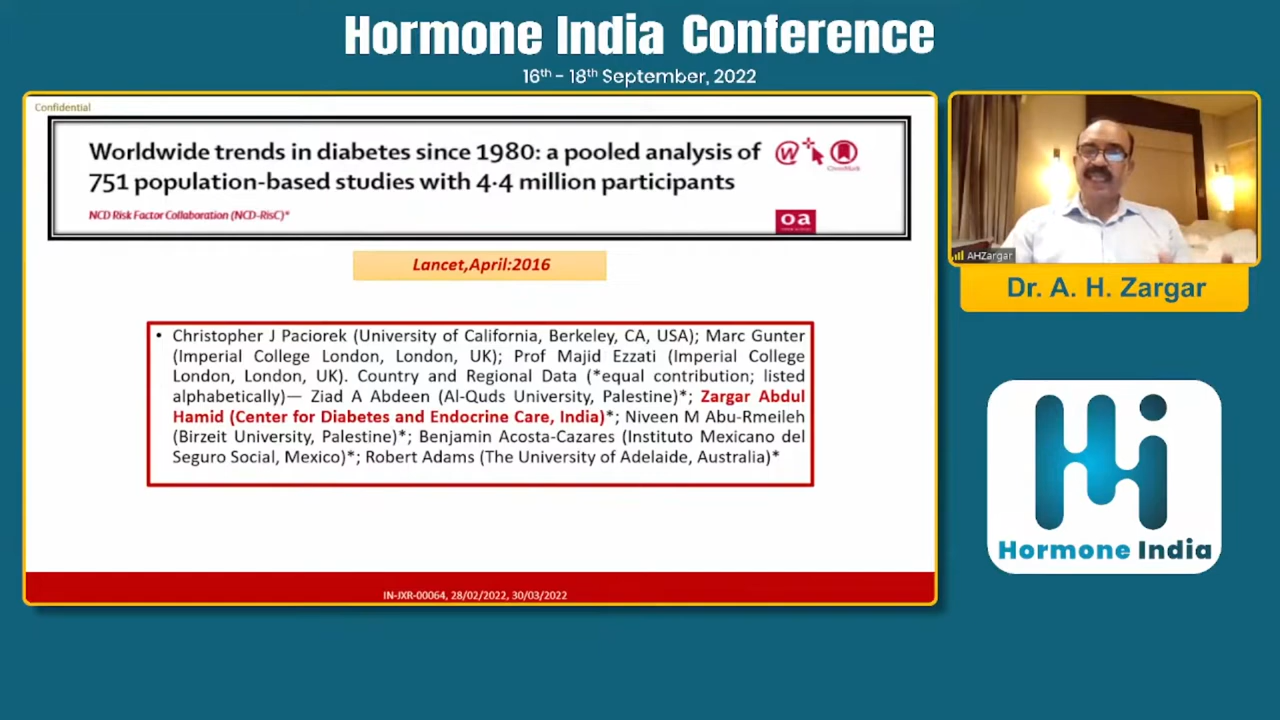 Hormone India Conference
16th - 18th September, 2022
Confidential
Worldwide trends in diabetes since 1980: a pooled analysis of
751 population-based studies with 4·4 million participants
NCD Risk Factor Collaboration (NCD-RisC)*
CrossMark
oa
Lancet,April:2016
• Christopher J Paciorek (University of California, Berkeley, CA, USA); Marc Gunter
(Imperial College London, London, UK); Prof Majid Ezzati (Imperial College
London, London, UK). Country and Regional Data (*equal contribution; listed
alphabetically)— Ziad A Abdeen (Al-Quds University, Palestine)*; Zargar Abdul
Hamid (Center for Diabetes and Endocrine Care, India)*; Niveen M Abu-Rmeileh
(Birzeit University, Palestine)*; Benjamin Acosta-Cazares (Instituto Mexicano del
Seguro Social, Mexico)*; Robert Adams (The University of Adelaide, Australia)*
IN-JXR-00064, 28/02/2022, 30/03/2022
AHZargar
Dr. A. H. Zargar
Hormone India